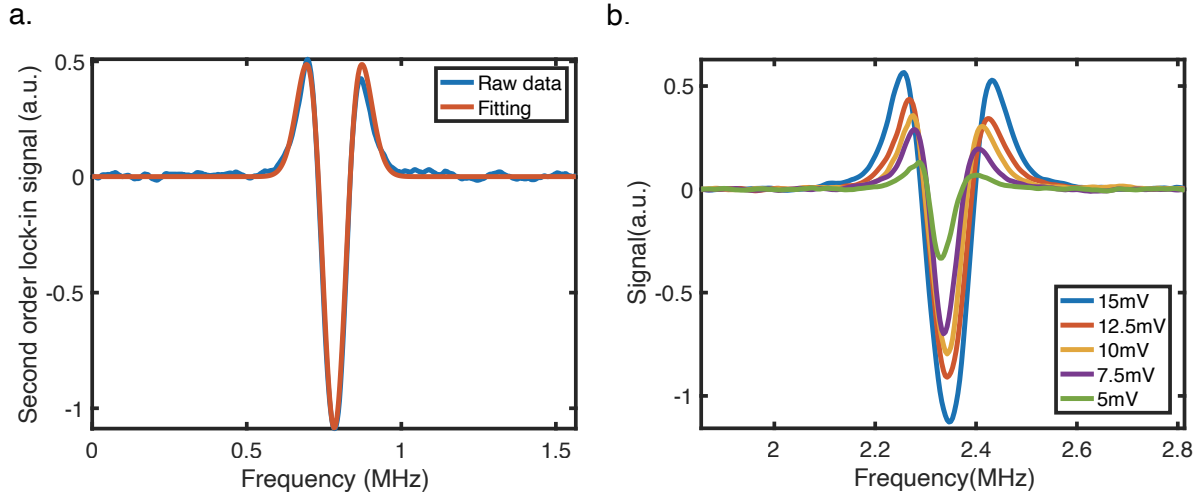 a.
Second order lock-in signal (a.u.)
0.5
0
-0.5
-1
0
0.5
1
1.5
Frequency (MHz)
Raw data
Fitting
b.
Signal(a.u.)
0.5
0
-0.5
-1
2
2.2
2.4
2.6
2.8
Frequency(MHz)
15mV
12.5mV
10mV
7.5mV
5mV